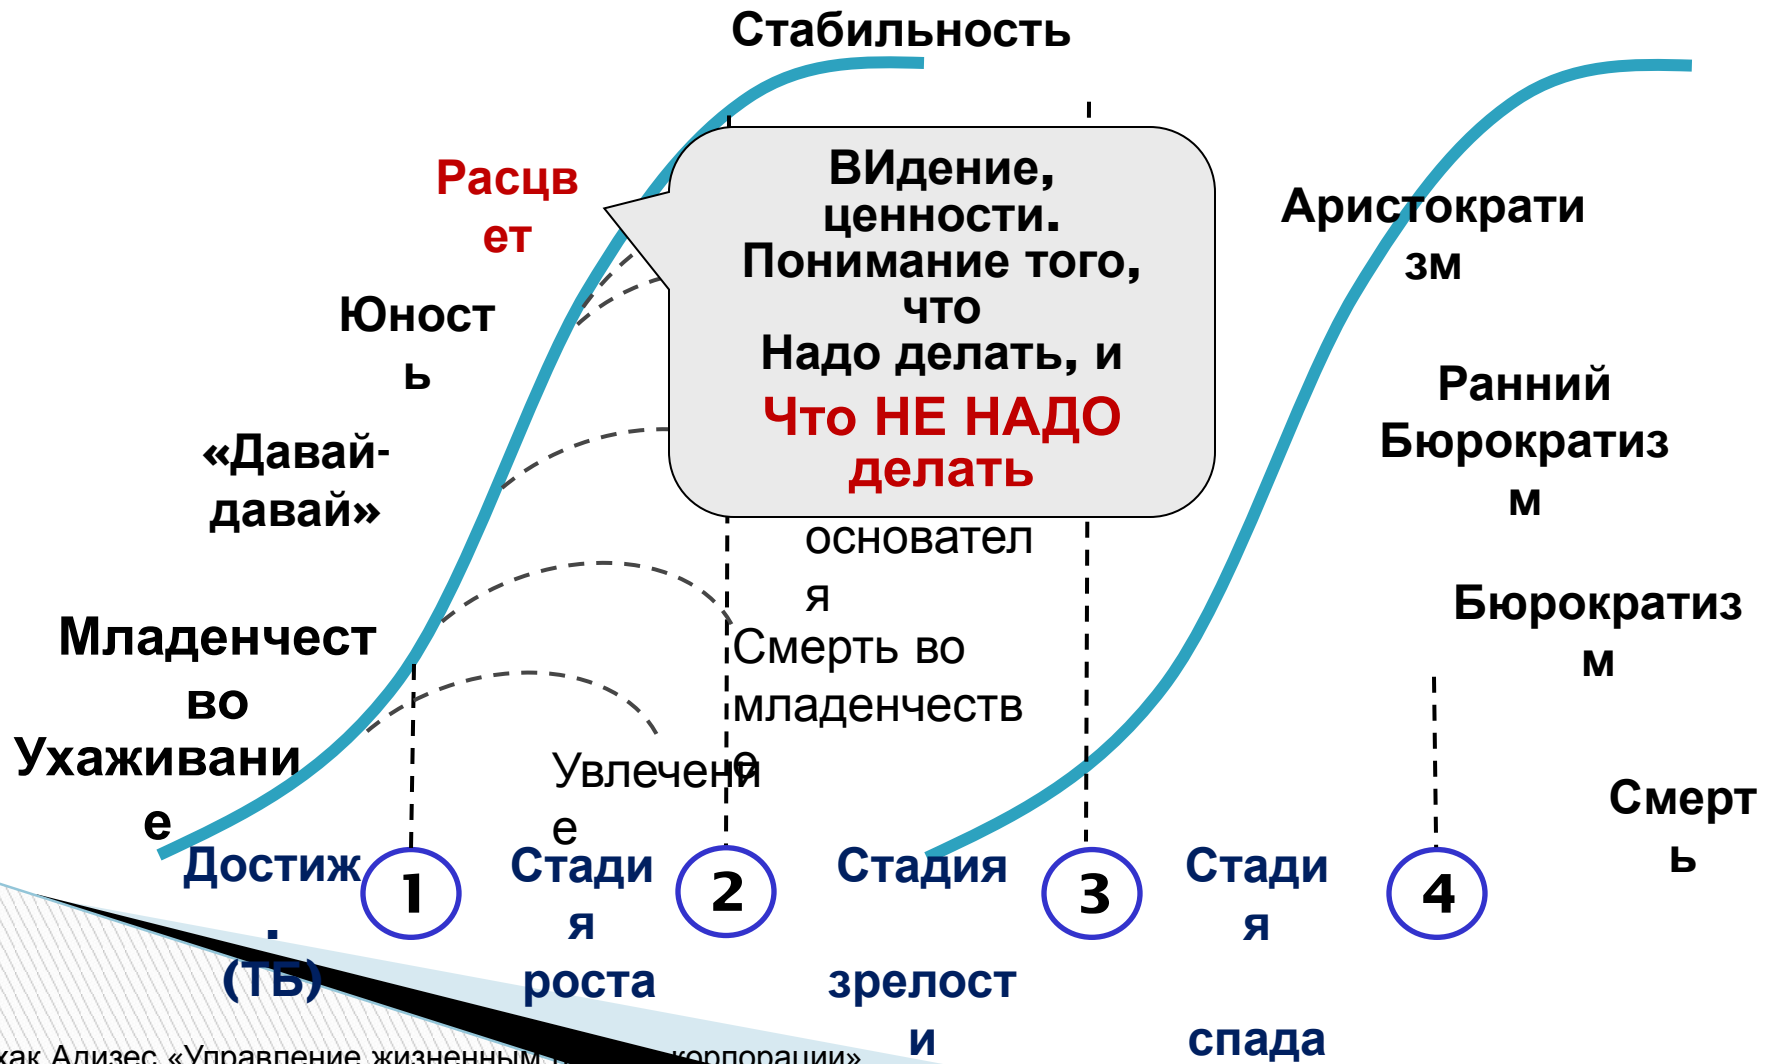 Стабильность
Расцв
ет
Юност
ь
«Давай-
давай»
Младенчест
во
Ухаживани
е
ВИдение,
ценности.
Понимание того,
что
Надо делать, и
Что НЕ НАДО
делать
основател
я
Смерть во
младенчеств
е
Увлечени
е
Аристократи
зм
Ранний
Бюрократиз
м
Бюрократиз
м
Смерт
ь
Достиж
.
(ТБ)
1
Стади
я
роста
2
Стадия
зрелост
и
3
Стади
я
спада
4
Адизес «Управление жизненным корпорации»